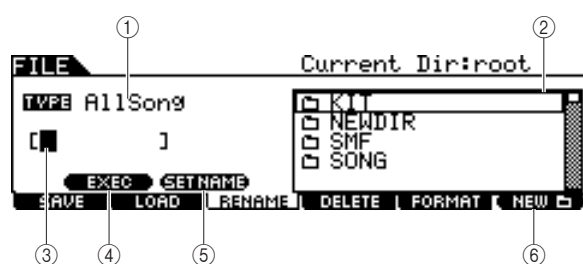 ① ②
FILE Current Dir:root
TYPE AllSong
KIT
NEWDIR
SMF
SONG
[ ]
EXEC SETNAME
SAVE LOAD RENAME DELETE FORMAT NEW
③ ④ ⑤ ⑥